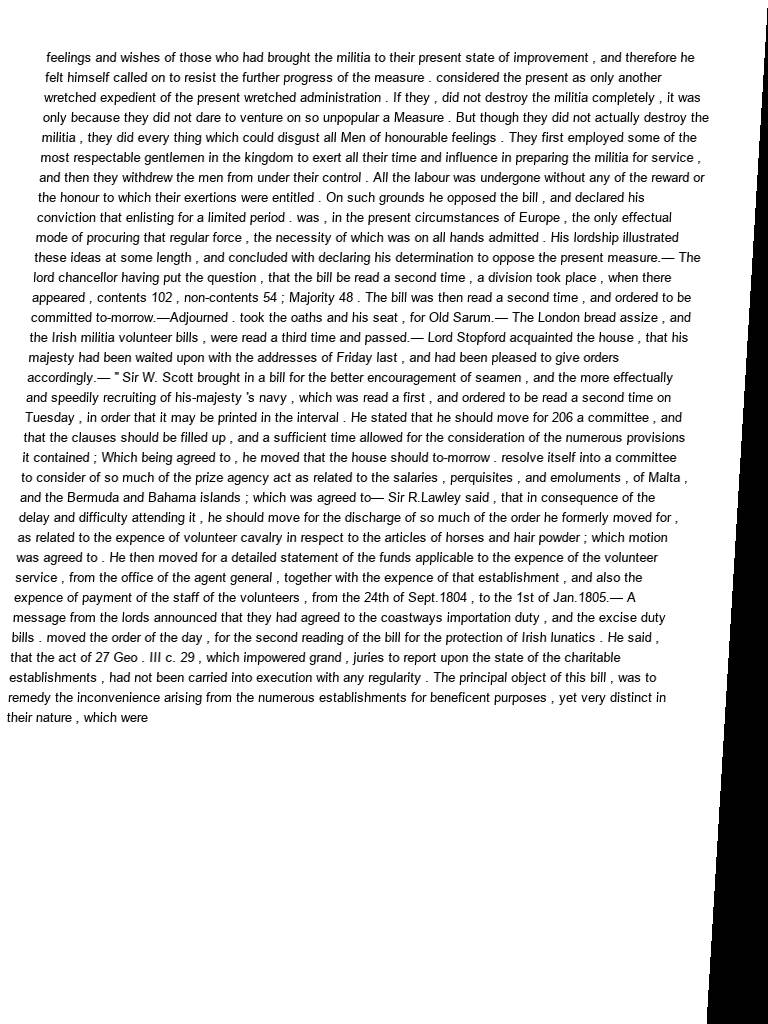 feelings and wishes of those who had brought the militia to their present state of improvement , and therefore he
felt himself called on to resist the further progress of the measure . considered the present as only another
wretched expedient of the present wretched administration . If they , did not destroy the militia completely , it was
only because they did not dare to venture on so unpopular a Measure . But though they did not actually destroy the
militia , they did every thing which could disgust all Men of honourable feelings . They first employed some of the
most respectable gentlemen in the kingdom to exert all their time and influence in preparing the militia for service ,
and then they withdrew the men from under their control . All the labour was undergone without any of the reward or
the honour to which their exertions were entitled . On such grounds he opposed the bill , and declared his
conviction that enlisting for a limited period . was , in the present circumstances of Europe , the only effectual
mode of procuring that regular force , the necessity of which was on all hands admitted . His lordship illustrated
these ideas at some length , and concluded with declaring his determination to oppose the present measure.— The
lord chancellor having put the question , that the bill be read a second time , a division took place , when there
appeared , contents 102 , non-contents 54 ; Majority 48 . The bill was then read a second time , and ordered to be
committed to-morrow.—Adjourned . took the oaths and his seat , for Old Sarum.— The London bread assize , and
the Irish militia volunteer bills , were read a third time and passed.— Lord Stopford acquainted the house , that his
majesty had been waited upon with the addresses of Friday last , and had been pleased to give orders
accordingly.— " Sir W. Scott brought in a bill for the better encouragement of seamen , and the more effectually
and speedily recruiting of his-majesty 's navy , which was read a first , and ordered to be read a second time on
Tuesday , in order that it may be printed in the interval . He stated that he should move for 206 a committee , and
that the clauses should be filled up , and a sufficient time allowed for the consideration of the numerous provisions
it contained ; Which being agreed to , he moved that the house should to-morrow . resolve itself into a committee
to consider of so much of the prize agency act as related to the salaries , perquisites , and emoluments , of Malta ,
and the Bermuda and Bahama islands ; which was agreed to— Sir R.Lawley said , that in consequence of the
delay and difficulty attending it , he should move for the discharge of so much of the order he formerly moved for ,
as related to the expence of volunteer cavalry in respect to the articles of horses and hair powder ; which motion
was agreed to . He then moved for a detailed statement of the funds applicable to the expence of the volunteer
service , from the office of the agent general , together with the expence of that establishment , and also the
expence of payment of the staff of the volunteers , from the 24th of Sept.1804 , to the 1st of Jan.1805.— A
message from the lords announced that they had agreed to the coastways importation duty , and the excise duty
bills . moved the order of the day , for the second reading of the bill for the protection of Irish lunatics . He said ,
that the act of 27 Geo . III c. 29 , which impowered grand , juries to report upon the state of the charitable
establishments , had not been carried into execution with any regularity . The principal object of this bill , was to
remedy the inconvenience arising from the numerous establishments for beneficent purposes , yet very distinct in
their nature , which were